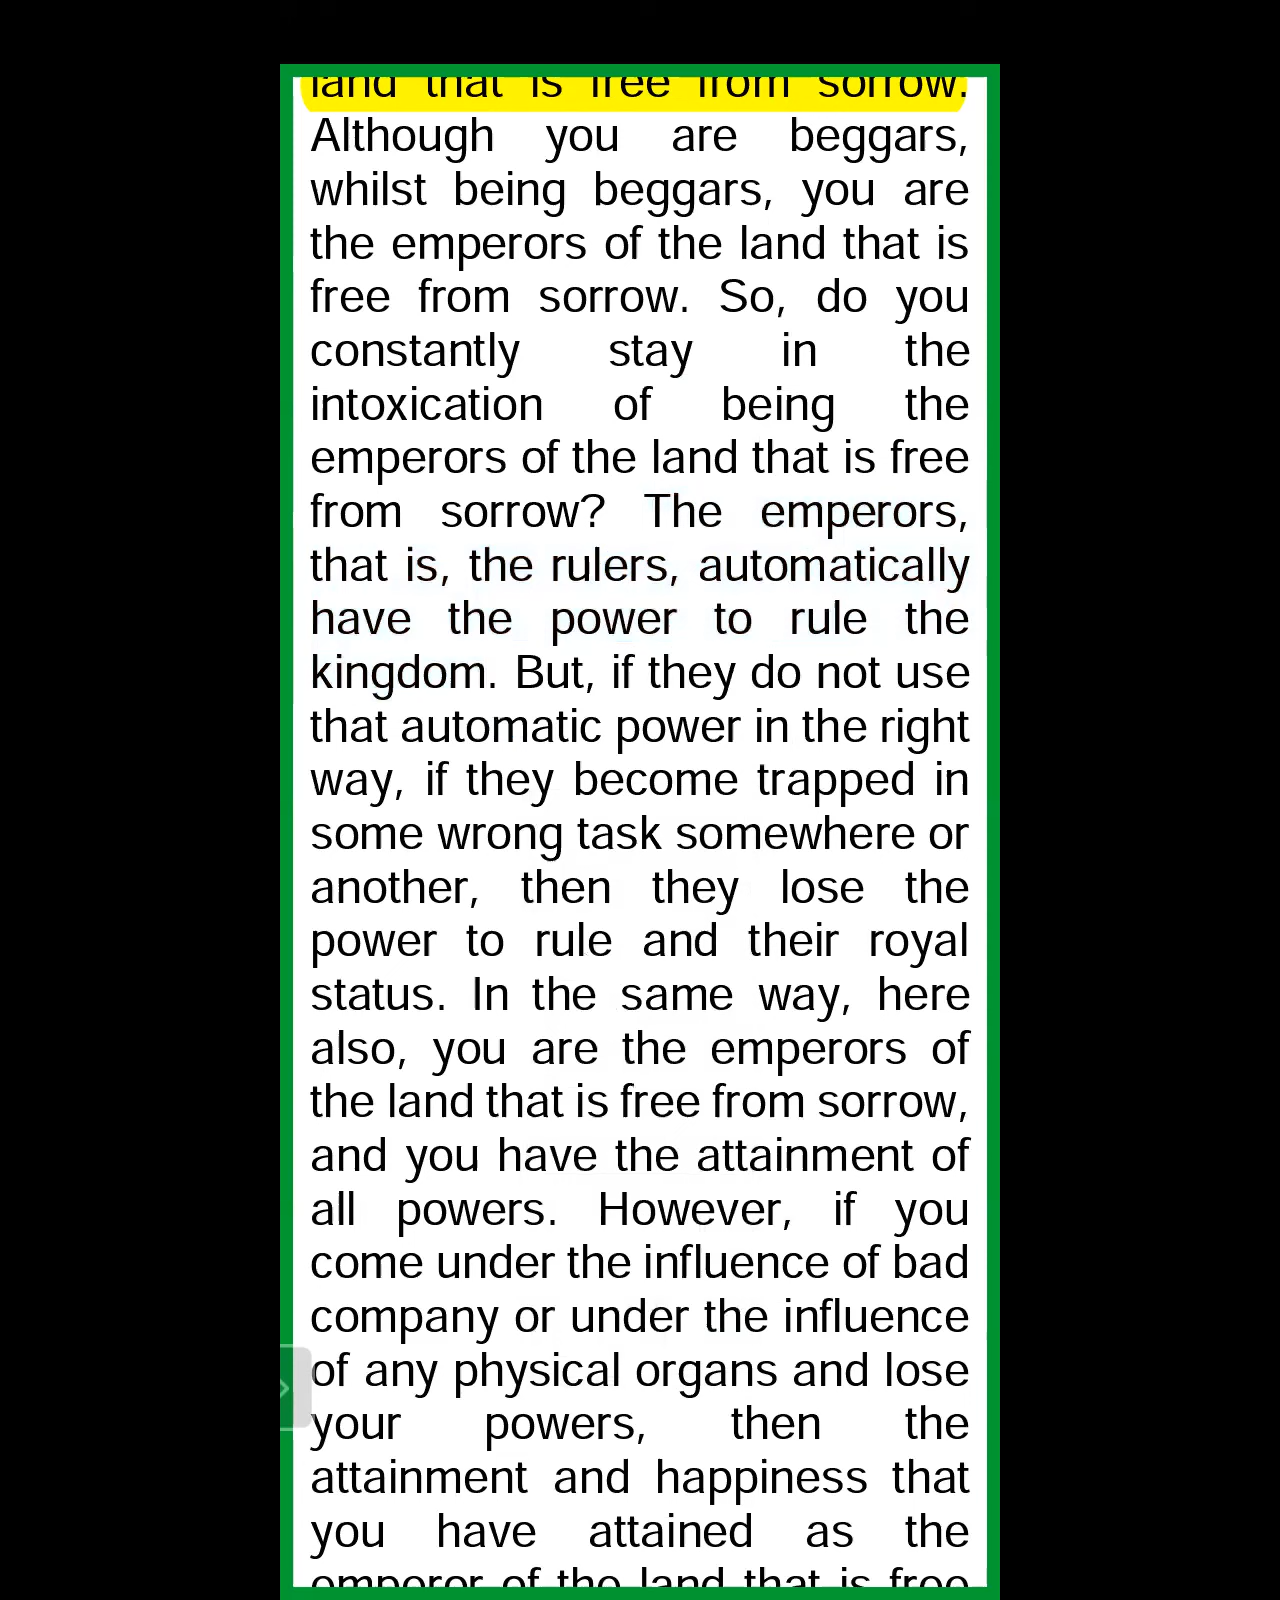 land that is free from sorrow.
Although you are beggars,
whilst being beggars, you are
the emperors of the land that is
free from sorrow. So, do you
constantly stay in the
intoxication of being the
emperors of the land that is free
from sorrow? The emperors,
that is, the rulers, automatically
have the power to rule the
kingdom. But, if they do not use
that automatic power in the right
way, if they become trapped in
some wrong task somewhere or
another, then they lose the
power to rule and their royal
status. In the same way, here
also, you are the emperors of
the land that is free from sorrow,
and you have the attainment of
all powers. However, if you
come under the influence of bad
company or under the influence
of any physical organs and lose
your powers, then the
attainment and happiness that
you have attained as the
emperor of the land that is free